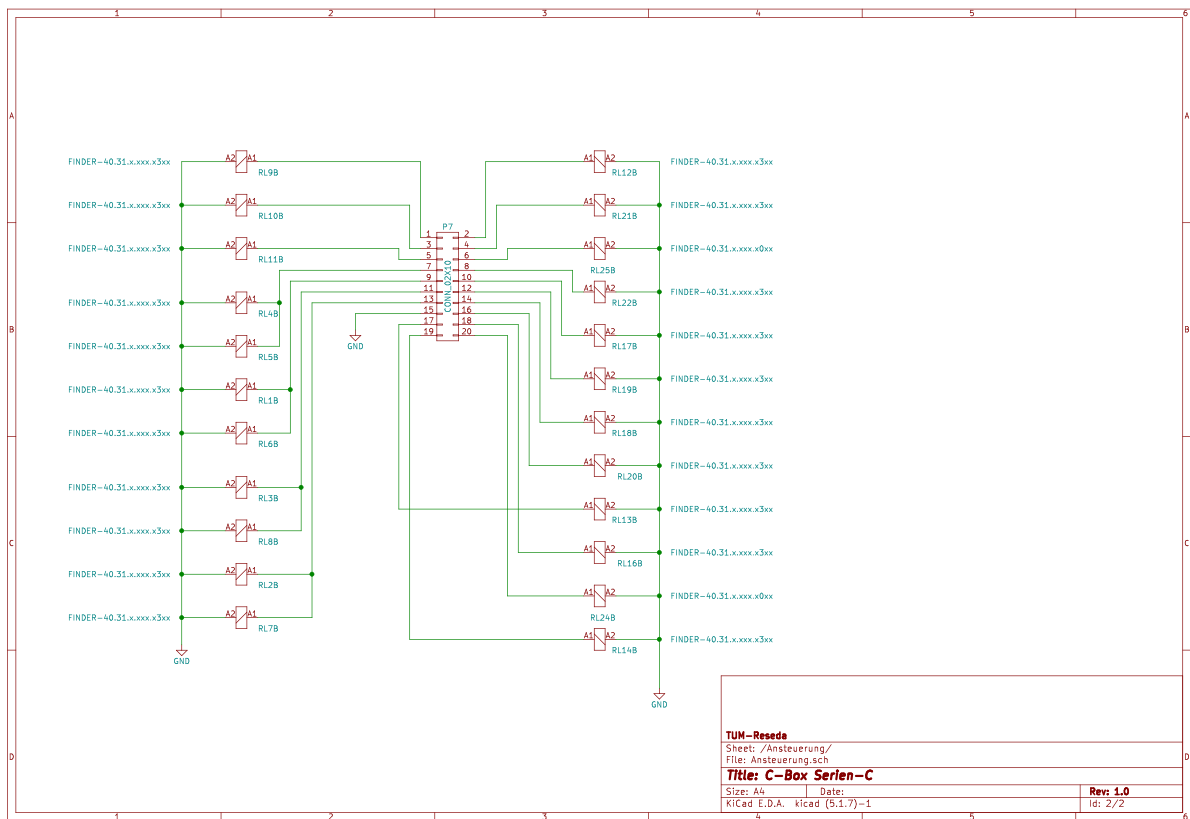 1 2 3 4 5 6
A A
B B
C C
D D
1 2 3 4 5 6
FINDER-40.31.x.xxx.x3xx A2 A1 RL9B
FINDER-40.31.x.xxx.x3xx A2 A1 RL10B
FINDER-40.31.x.xxx.x3xx A2 A1 RL11B
FINDER-40.31.x.xxx.x3xx A2 A1 RL4B
FINDER-40.31.x.xxx.x3xx A2 A1 RL5B
FINDER-40.31.x.xxx.x3xx A2 A1 RL1B
FINDER-40.31.x.xxx.x3xx A2 A1 RL6B
FINDER-40.31.x.xxx.x3xx A2 A1 RL3B
FINDER-40.31.x.xxx.x3xx A2 A1 RL8B
FINDER-40.31.x.xxx.x3xx A2 A1 RL2B
FINDER-40.31.x.xxx.x3xx A2 A1 RL7B
GND
P7
CONN_02X10
1 2
3 4
5 6
7 8
9 10
11 12
13 14
15 16
17 18
19 20
GND
A1 A2 RL12B FINDER-40.31.x.xxx.x3xx
A1 A2 RL21B FINDER-40.31.x.xxx.x3xx
A1 A2 RL25B FINDER-40.31.x.xxx.x0xx
A1 A2 RL22B FINDER-40.31.x.xxx.x3xx
A1 A2 RL17B FINDER-40.31.x.xxx.x3xx
A1 A2 RL19B FINDER-40.31.x.xxx.x3xx
A1 A2 RL18B FINDER-40.31.x.xxx.x3xx
A1 A2 RL20B FINDER-40.31.x.xxx.x3xx
A1 A2 RL13B FINDER-40.31.x.xxx.x3xx
A1 A2 RL16B FINDER-40.31.x.xxx.x3xx
A1 A2 RL24B FINDER-40.31.x.xxx.x0xx
A1 A2 RL14B FINDER-40.31.x.xxx.x3xx
GND
TUM-Reseda
Sheet: /Ansteuerung/
File: Ansteuerung.sch
Title: C-Box Serien-C
Size: A4 Date: Rev: 1.0
KiCad E.D.A. kicad (5.1.7)-1 Id: 2/2